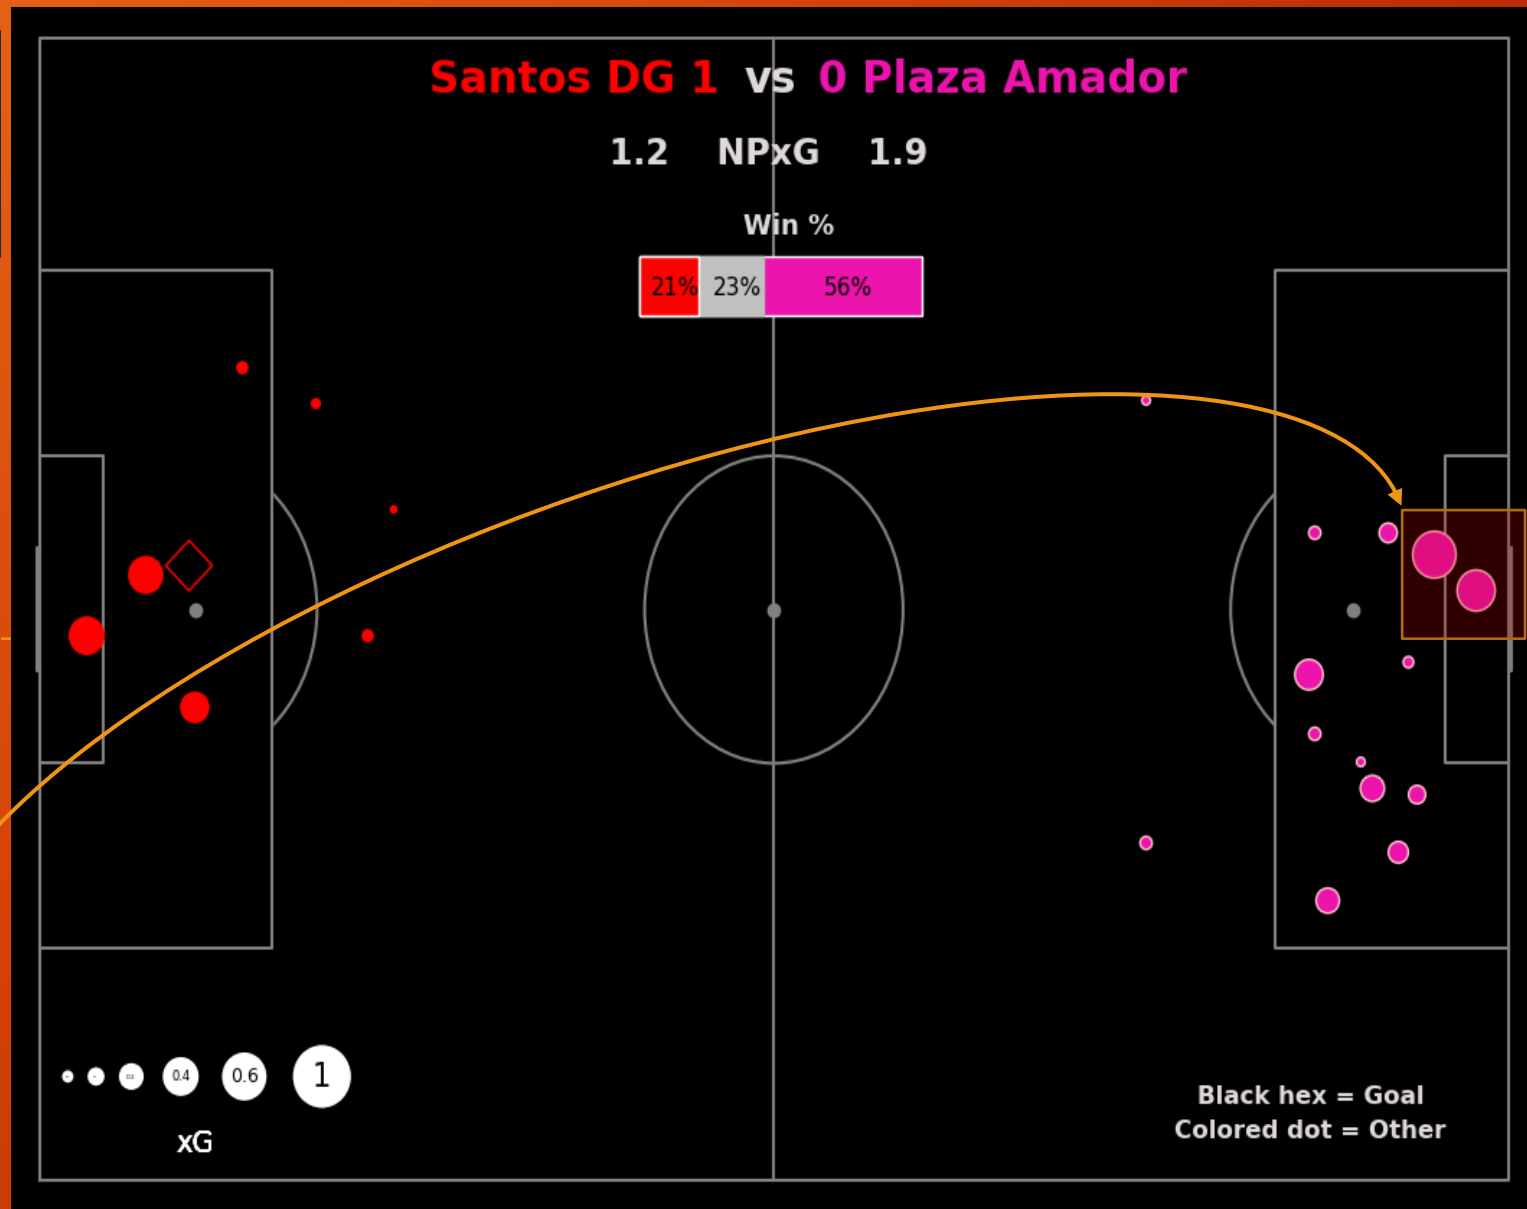 Santos DG 1 vs 0 Plaza Amador
1.2 NPxG 1.9
Win %
21% 23% 56%
0.4 0.6 1
xG
Black hex = Goal
Colored dot = Other